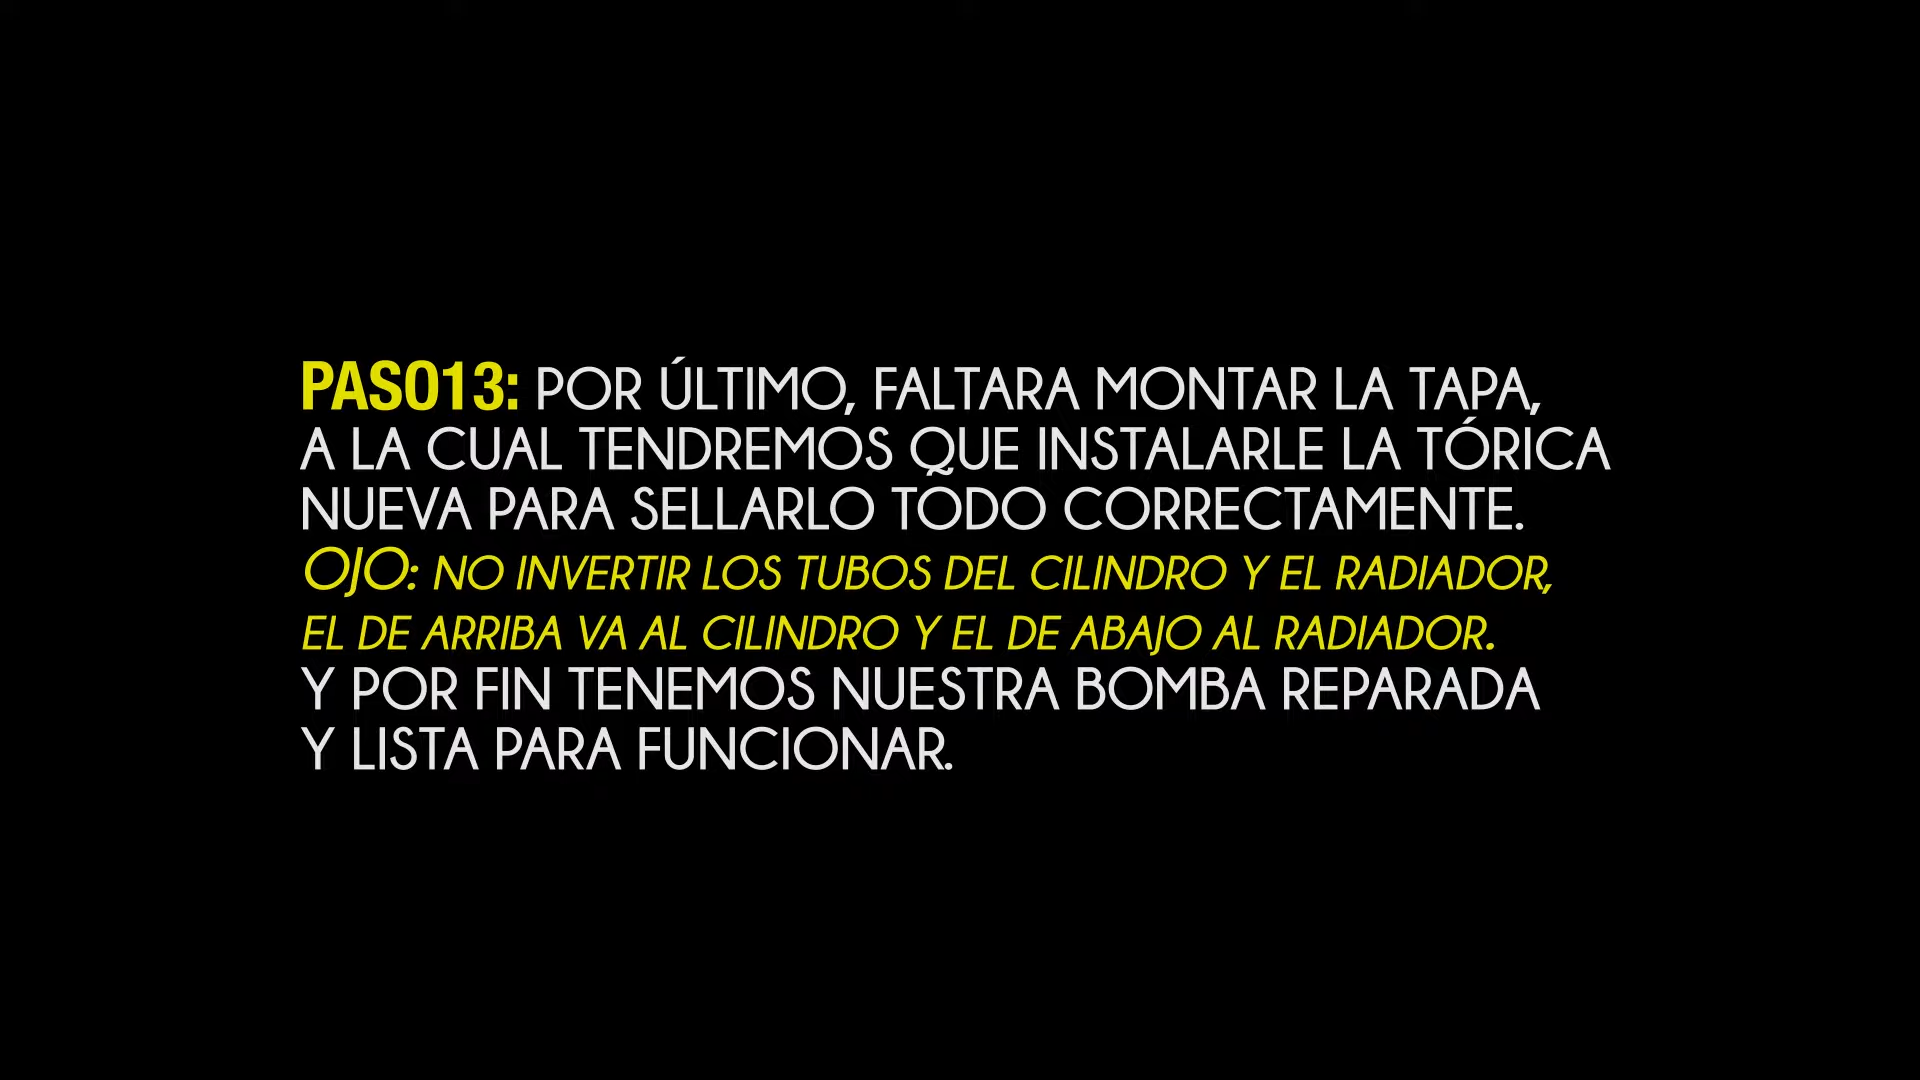 PASO13: POR ÚLTIMO, FALTARA MONTAR LA TAPA,
A LA CUAL TENDREMOS QUE INSTALARLE LA TÓRICA
NUEVA PARA SELLARLO TODO CORRECTAMENTE.
OJO: NO INVERTIR LOS TUBOS DEL CILINDRO Y EL RADIADOR,
EL DE ARRIBA VA AL CILINDRO Y EL DE ABAJO AL RADIADOR.
Y POR FIN TENEMOS NUESTRA BOMBA REPARADA
Y LISTA PARA FUNCIONAR.